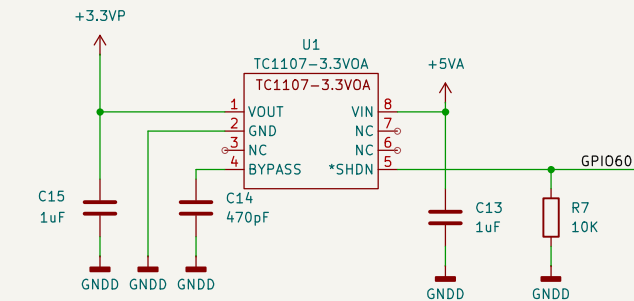 +3.3VP
U1
TC1107-3.3VOA
+5VA
TC1107-3.3VOA
1 VOUT VIN 8
2 GND NC 7
3 NC NC 6
4 BYPASS *SHDN 5
GPIO60
C15
1uF
C14
470pF
C13
1uF
R7
10K
GNDD GNDD GNDD
GNDD GNDD